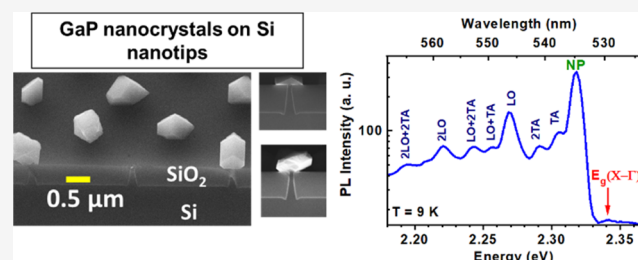 GaP nanocrystals on Si
nanotips
SiO₂
0.5 µm
Si
Wavelength (nm)
560 550 540 530
PL Intensity (a. u.)
100
2LO+2TA
2LO
LO+2TA
LO+TA
LO
2TA
TA
NP
Eg(X–Γ)
T = 9 K
2.20 2.25 2.30 2.35
Energy (eV)